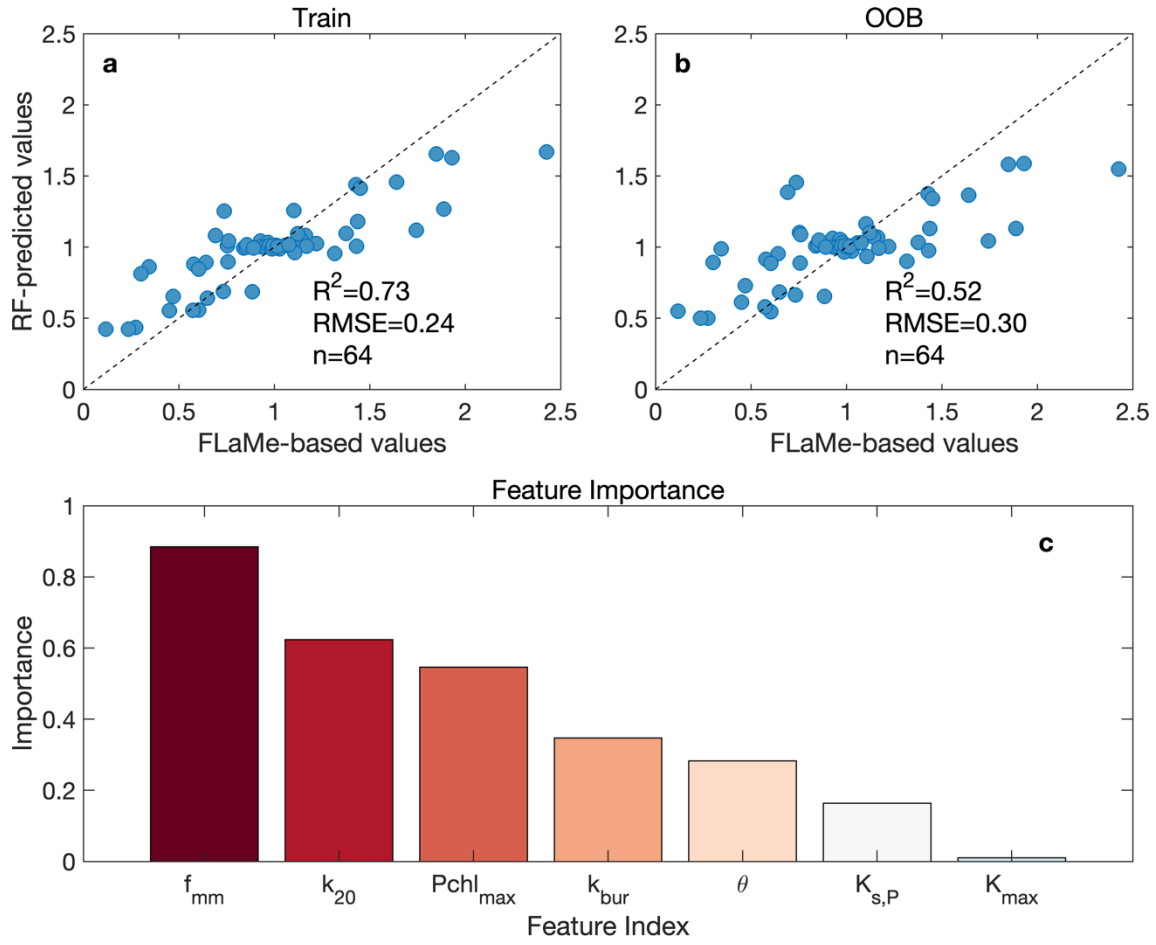 Train
a
2.5
2
1.5
1
0.5
0
RF-predicted values
R²=0.73
RMSE=0.24
n=64
0 0.5 1 1.5 2 2.5
FLaMe-based values
OOB
b
2.5
2
1.5
1
0.5
0
R²=0.52
RMSE=0.30
n=64
0 0.5 1 1.5 2 2.5
FLaMe-based values
Feature Importance
c
1
0.8
0.6
0.4
0.2
0
Importance
f_mm k_20 Pchl_max k_bur θ K_s,P K_max
Feature Index